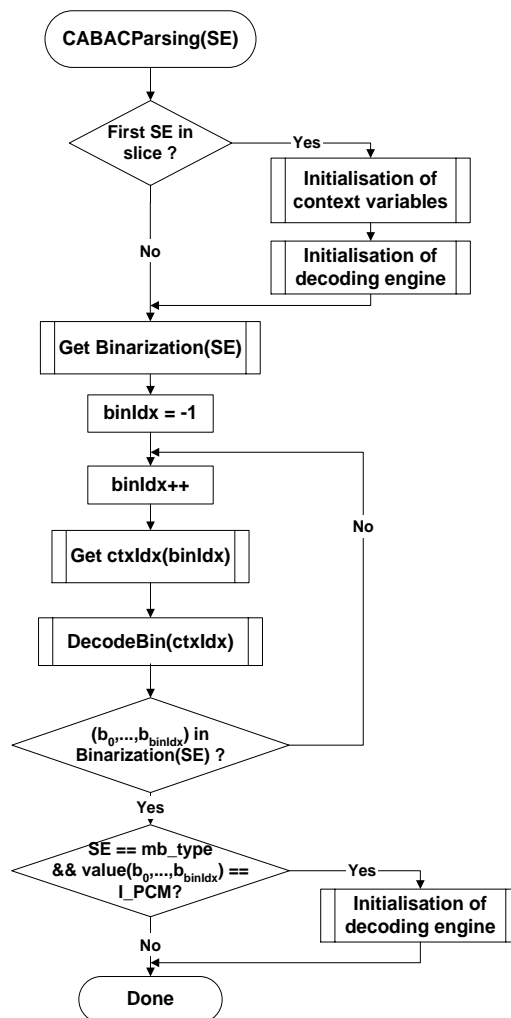 CABACParsing(SE)
First SE in
slice ?
Yes
Initialisation of
context variables
No
Initialisation of
decoding engine
Get Binarization(SE)
binIdx = -1
binIdx++
No
Get ctxIdx(binIdx)
DecodeBin(ctxIdx)
(b0,...,bbinIdx) in
Binarization(SE) ?
Yes
SE == mb_type
&& value(b0,...,bbinIdx) ==
I_PCM?
Yes
Initialisation of
decoding engine
No
Done